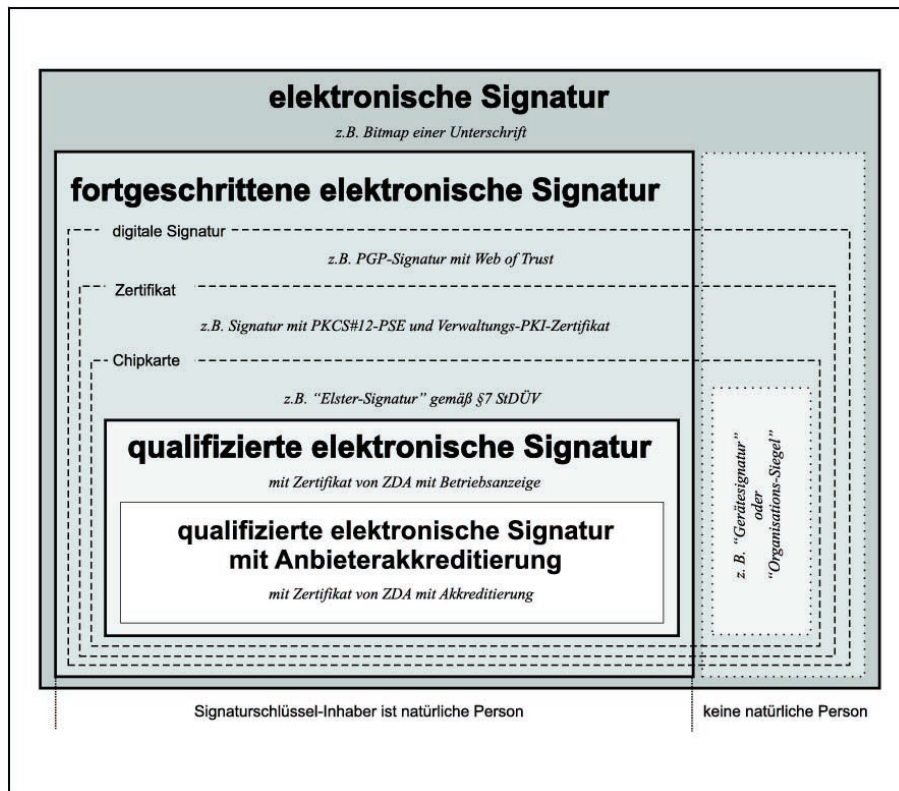 elektronische Signatur
z.B. Bitmap einer Unterschrift
fortgeschrittene elektronische Signatur
digitale Signatur
z.B. PGP-Signatur mit Web of Trust
Zertifikat
z.B. Signatur mit PKCS#12-PSE und Verwaltungs-PKI-Zertifikat
Chipkarte
z.B. “Elster-Signatur” gemäß §7 StDÜV
qualifizierte elektronische Signatur
mit Zertifikat von ZDA mit Betriebsanzeige
qualifizierte elektronische Signatur
mit Anbieterakkreditierung
mit Zertifikat von ZDA mit Akkreditierung
z. B. “Gerätesignatur”
oder
“Organisations-Siegel”
Signaturschlüssel-Inhaber ist natürliche Person
keine natürliche Person